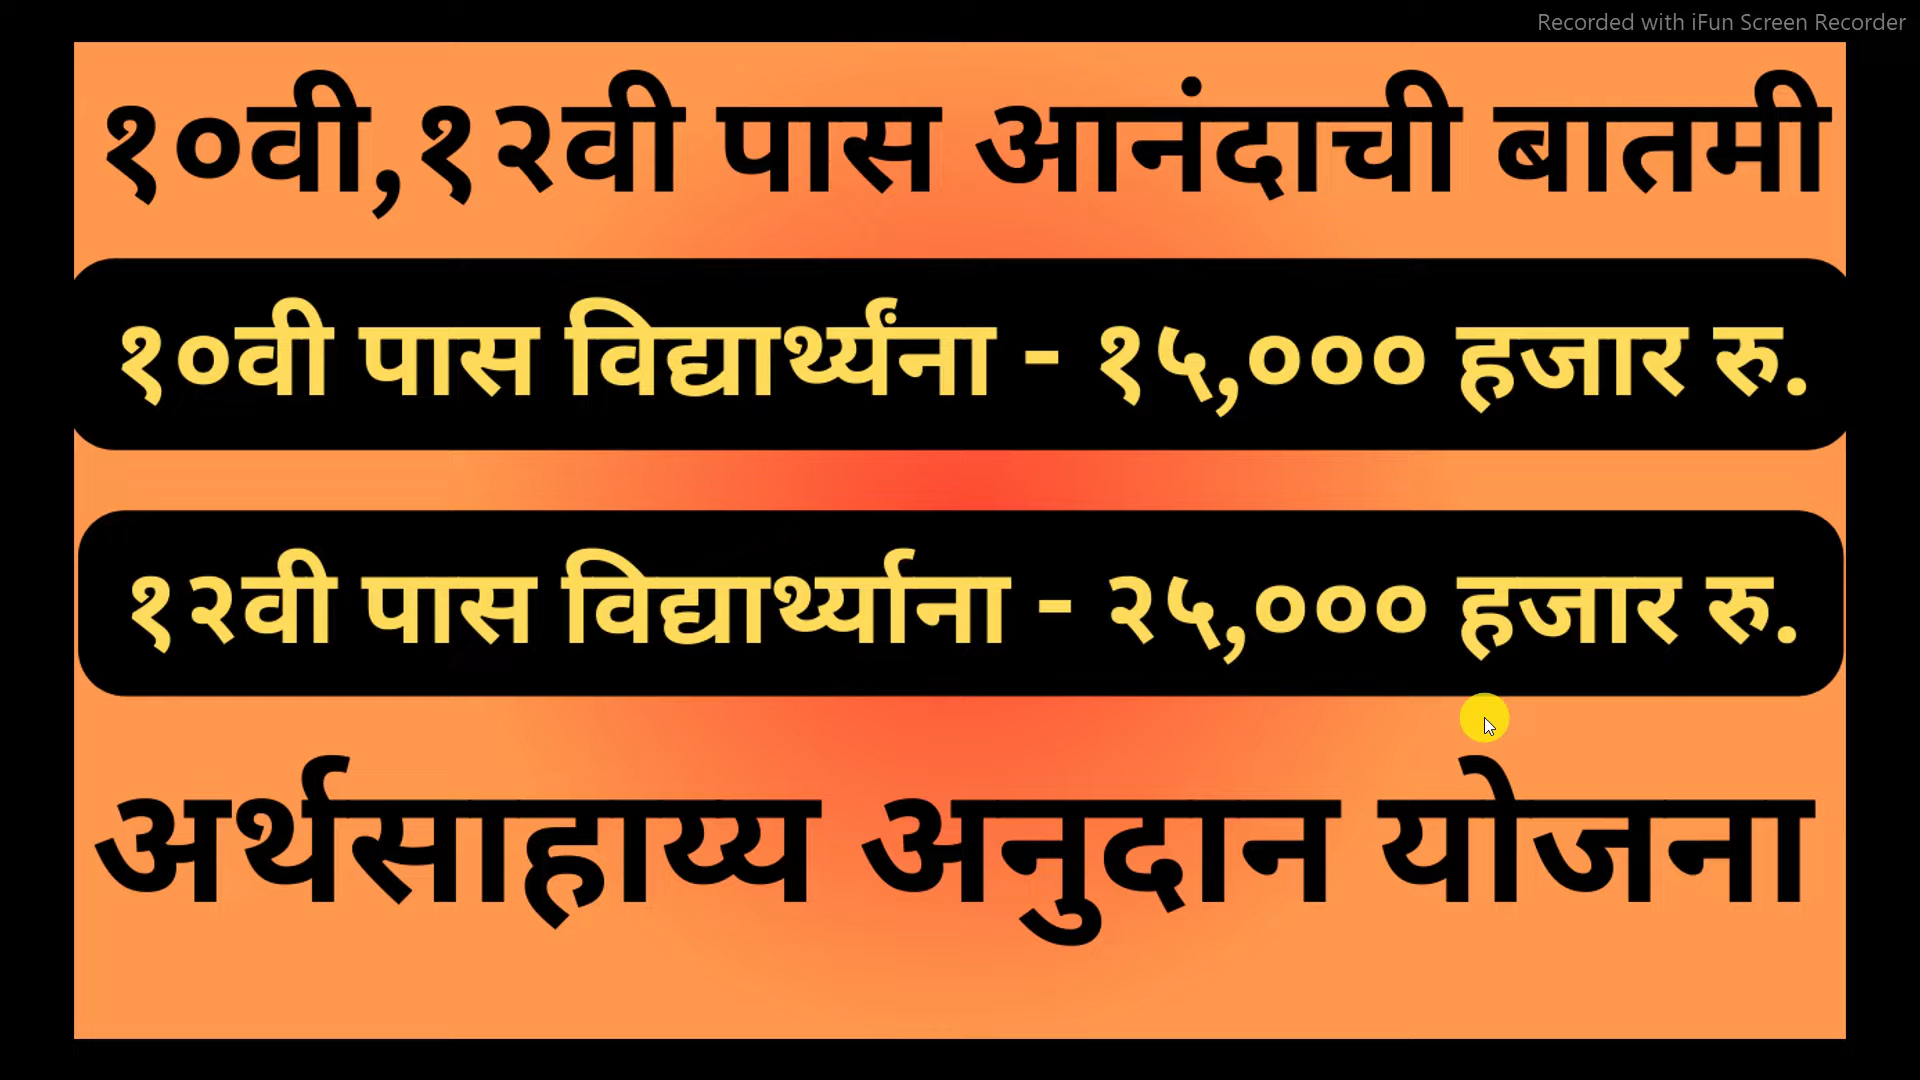 Recorded with iFun Screen Recorder
१०वी,१२वी पास आनंदाची बातमी
१०वी पास विद्यार्थ्यंना - १५,००० हजार रु.
१२वी पास विद्यार्थ्याना - २५,००० हजार रु.
अर्थसाहाय्य अनुदान योजना